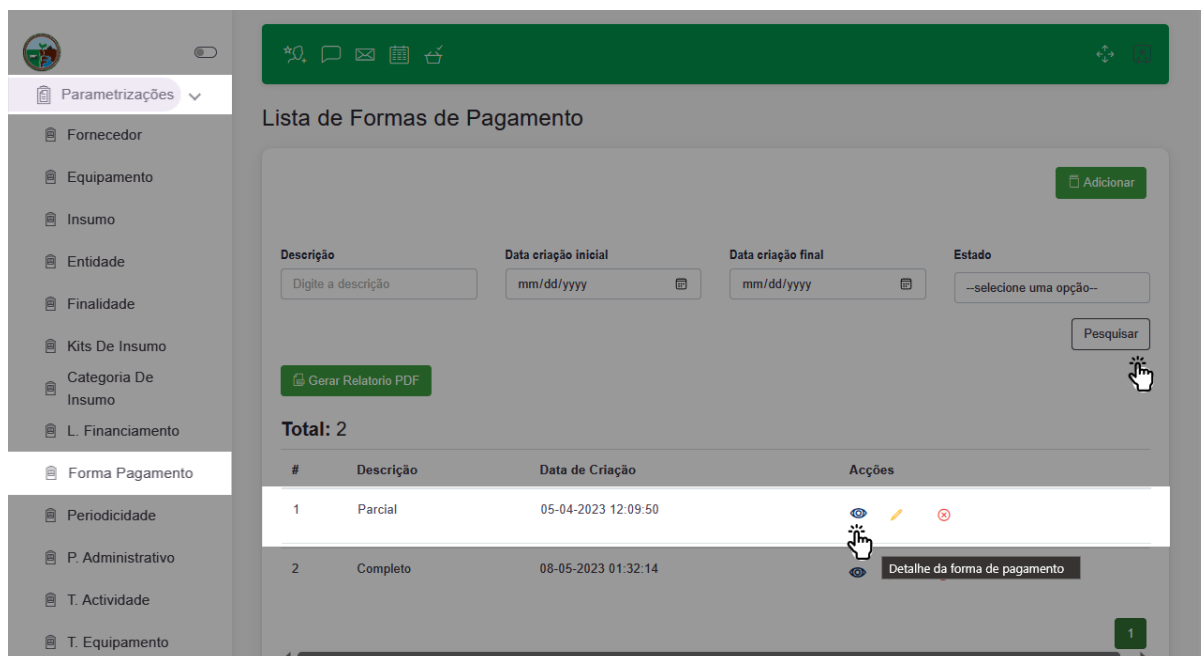 Parametrizações
Fornecedor
Equipamento
Insumo
Entidade
Finalidade
Kits De Insumo
Categoria De
Insumo
L. Financiamento
Forma Pagamento
Periodicidade
P. Administrativo
T. Actividade
T. Equipamento
Lista de Formas de Pagamento
Adicionar
Descrição
Data criação inicial
Data criação final
Estado
Digite a descrição
mm/dd/yyyy
mm/dd/yyyy
--selecione uma opção--
Pesquisar
Gerar Relatorio PDF
Total: 2
# Descrição Data de Criação Acções
1 Parcial 05-04-2023 12:09:50
2 Completo 08-05-2023 01:32:14
Detalhe da forma de pagamento
1